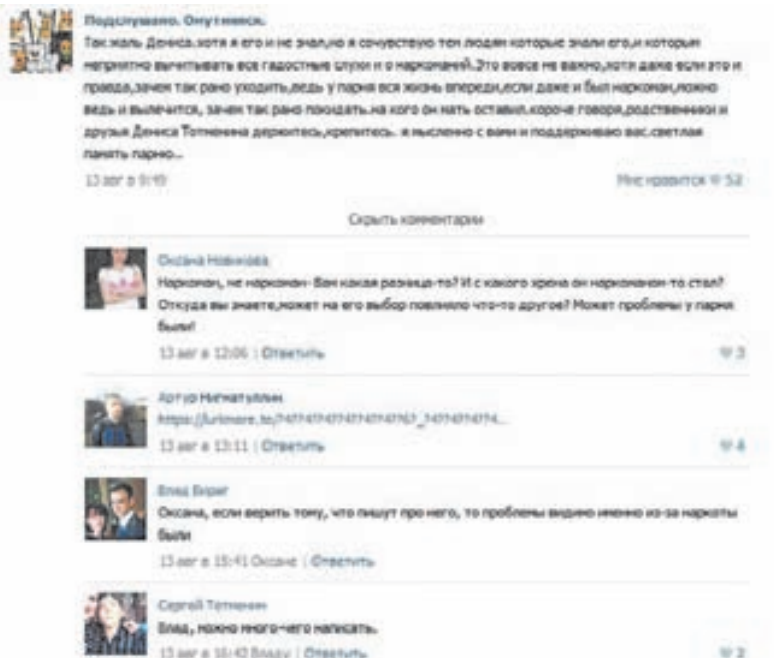 Подслушано. Окутнинск.
Так жаль Дениса.хотя я его и не знал,но я сочувствую тем людям которые знали его,и которым
неприятно вычитывать все гадостные слухи и о наркоманий.Это вовсе не важно,хотя даже если это и
правда,зачем так рано уходить,ведь у парня вся жизнь впереди,если даже и был наркоман,можно
ведь и вылечится, зачем так рано покидать.на кого он мать оставил.короче говоря,родственники и
друзья Дениса Тотменина держитесь,крепитесь. я мысленно с вами и поддерживаю вас.светлая
память парню...
13 авг в 9:49
Мне нравится 52
Скрыть комментарии
Оксана Новикова
Наркоман, не наркоман- Вам какая разница-то? И с какого хрена он наркоманом-то стал?
Откуда вы знаете,может на его выбор повлияло что-то другое? Может проблемы у парня
были!
13 авг в 12:06 | Ответить
3
Артур Нигматуллин
13 авг в 13:11 | Ответить
4
Влад
Оксана, если верить тому, что пишут про него, то проблемы видимо именно из-за наркоты
были
13 авг в 15:41 Оксане | Ответить
Сергей Тотменин
Влад, можно много-чего написать.
13 авг в 16:42 Владу | Ответить
2